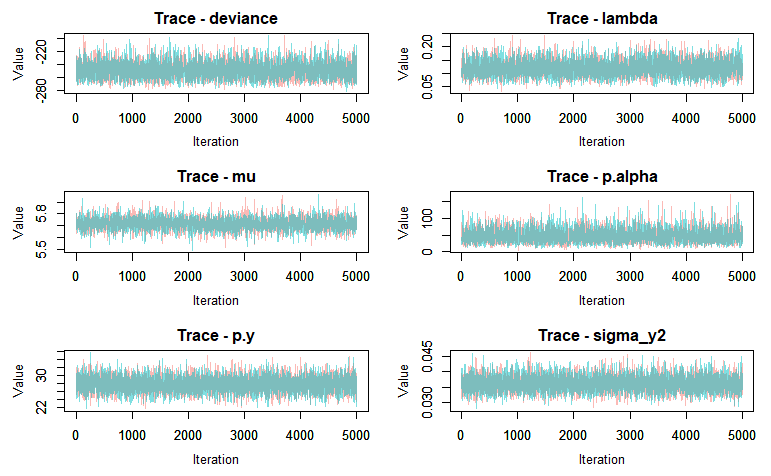 Trace - deviance
Value
-220
-280
0 1000 2000 3000 4000 5000
Iteration
Trace - lambda
Value
0.20
0.05
0 1000 2000 3000 4000 5000
Iteration
Trace - mu
Value
5.8
5.5
0 1000 2000 3000 4000 5000
Iteration
Trace - p.alpha
Value
100
0
0 1000 2000 3000 4000 5000
Iteration
Trace - p.y
Value
30
22
0 1000 2000 3000 4000 5000
Iteration
Trace - sigma_y2
Value
0.045
0.030
0 1000 2000 3000 4000 5000
Iteration